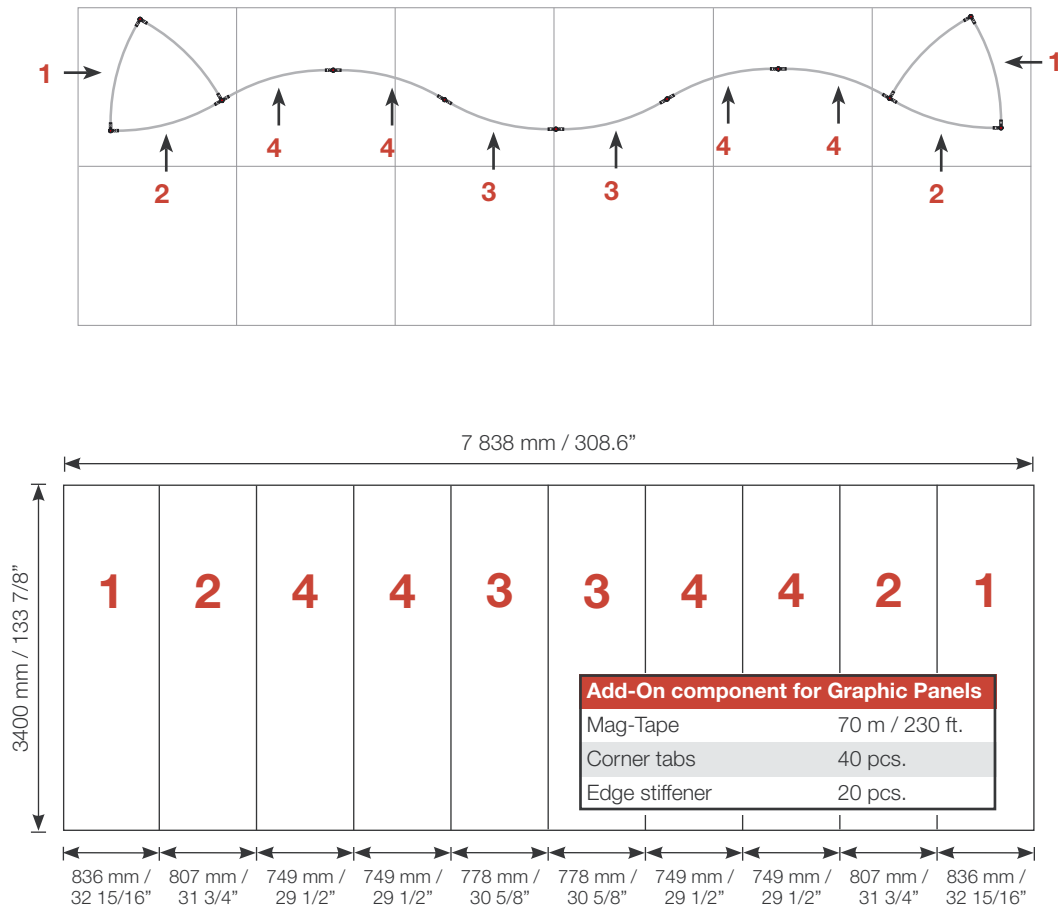 1
1
4
4
4
4
2
3
3
2
7 838 mm / 308.6”
3400 mm / 133 7/8”
1 2 4 4 3 3 4 4 2 1
Add-On component for Graphic Panels
Mag-Tape 70 m / 230 ft.
Corner tabs 40 pcs.
Edge stiffener 20 pcs.
836 mm / 807 mm / 749 mm / 749 mm / 778 mm / 778 mm / 749 mm / 749 mm / 807 mm / 836 mm /
32 15/16” 31 3/4” 29 1/2” 29 1/2” 30 5/8” 30 5/8” 29 1/2” 29 1/2” 31 3/4” 32 15/16”